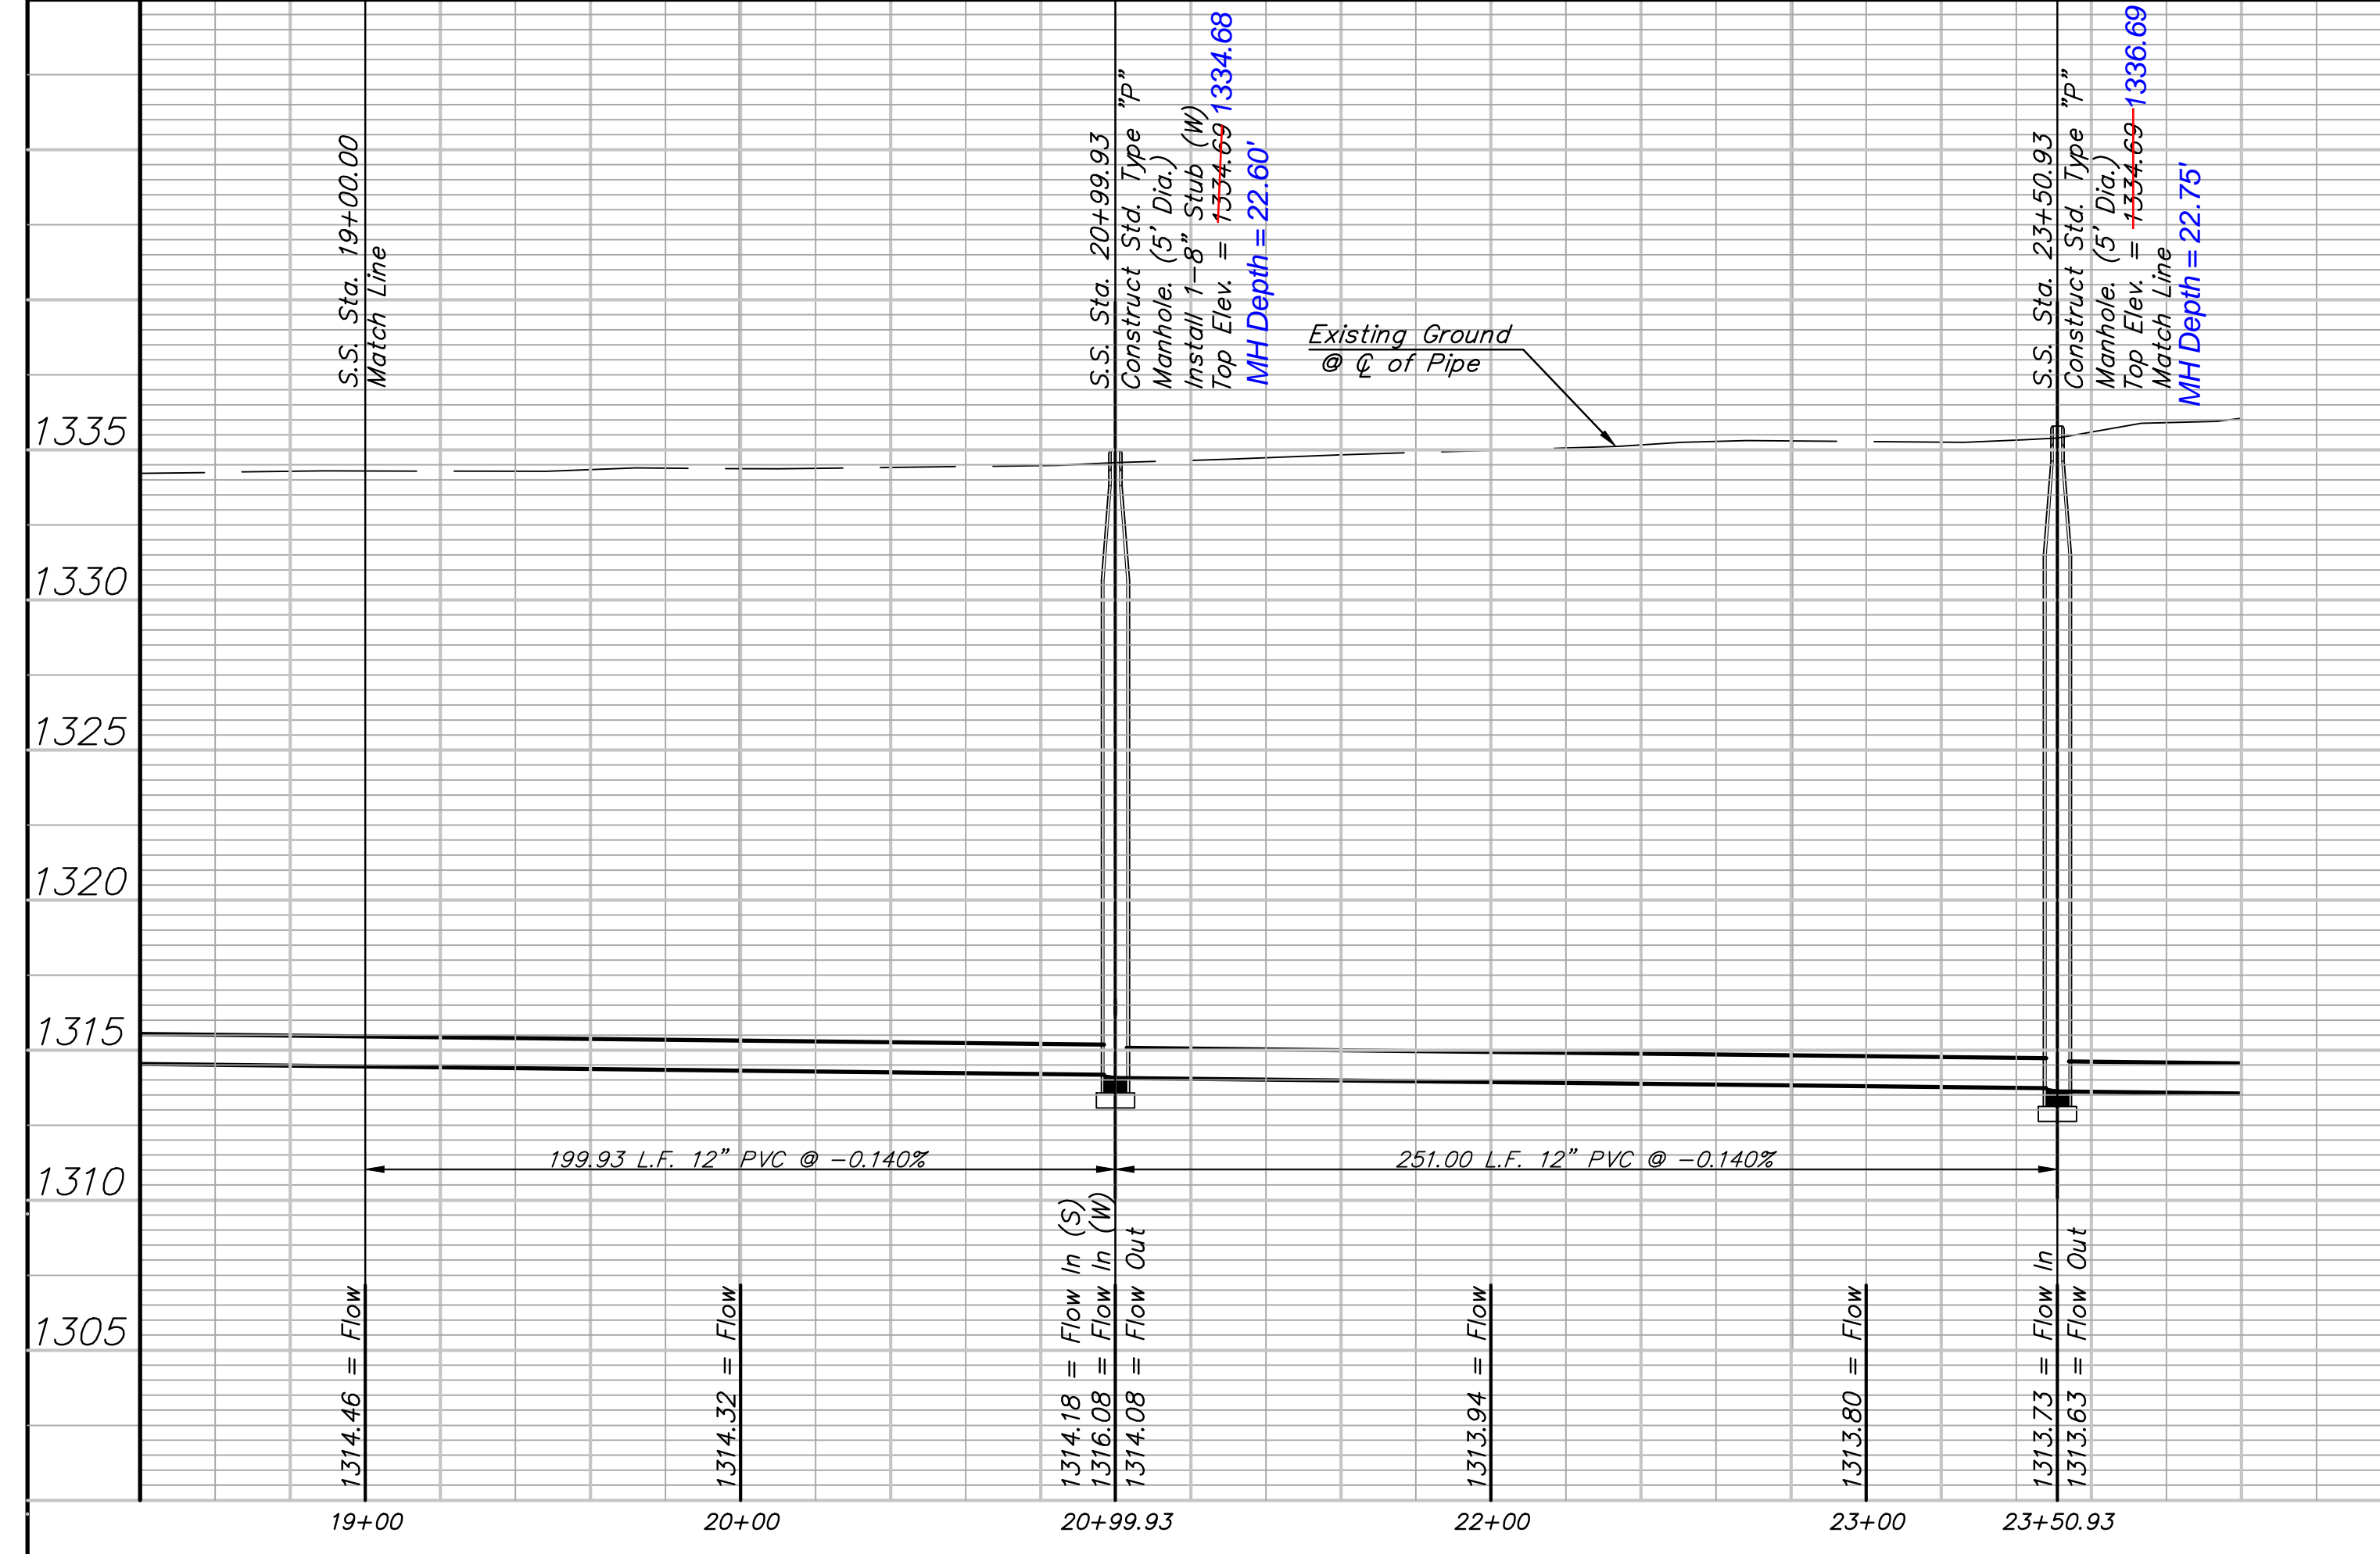 S.S. Sta. 19+00.00
Match Line
S.S. Sta. 20+99.93
Construct Std. Type "P"
Manhole. (5' Dia.)
Install 1-8" Stub (W)
Top Elev. = 1334.69 1334.68
MH Depth = 22.60'
Existing Ground
@ ℄ of Pipe
S.S. Sta. 23+50.93
Construct Std. Type "P"
Manhole. (5' Dia.)
Top Elev. = 1334.69 1336.69
Match Line
MH Depth = 22.75'
1335
1330
1325
1320
1315
1310
1305
199.93 L.F. 12" PVC @ -0.140%
251.00 L.F. 12" PVC @ -0.140%
1314.46 = Flow
1314.32 = Flow
1314.18 = Flow In (S)
1316.08 = Flow In (W)
1314.08 = Flow Out
1313.94 = Flow
1313.80 = Flow
1313.73 = Flow In
1313.63 = Flow Out
19+00
20+00
20+99.93
22+00
23+00
23+50.93